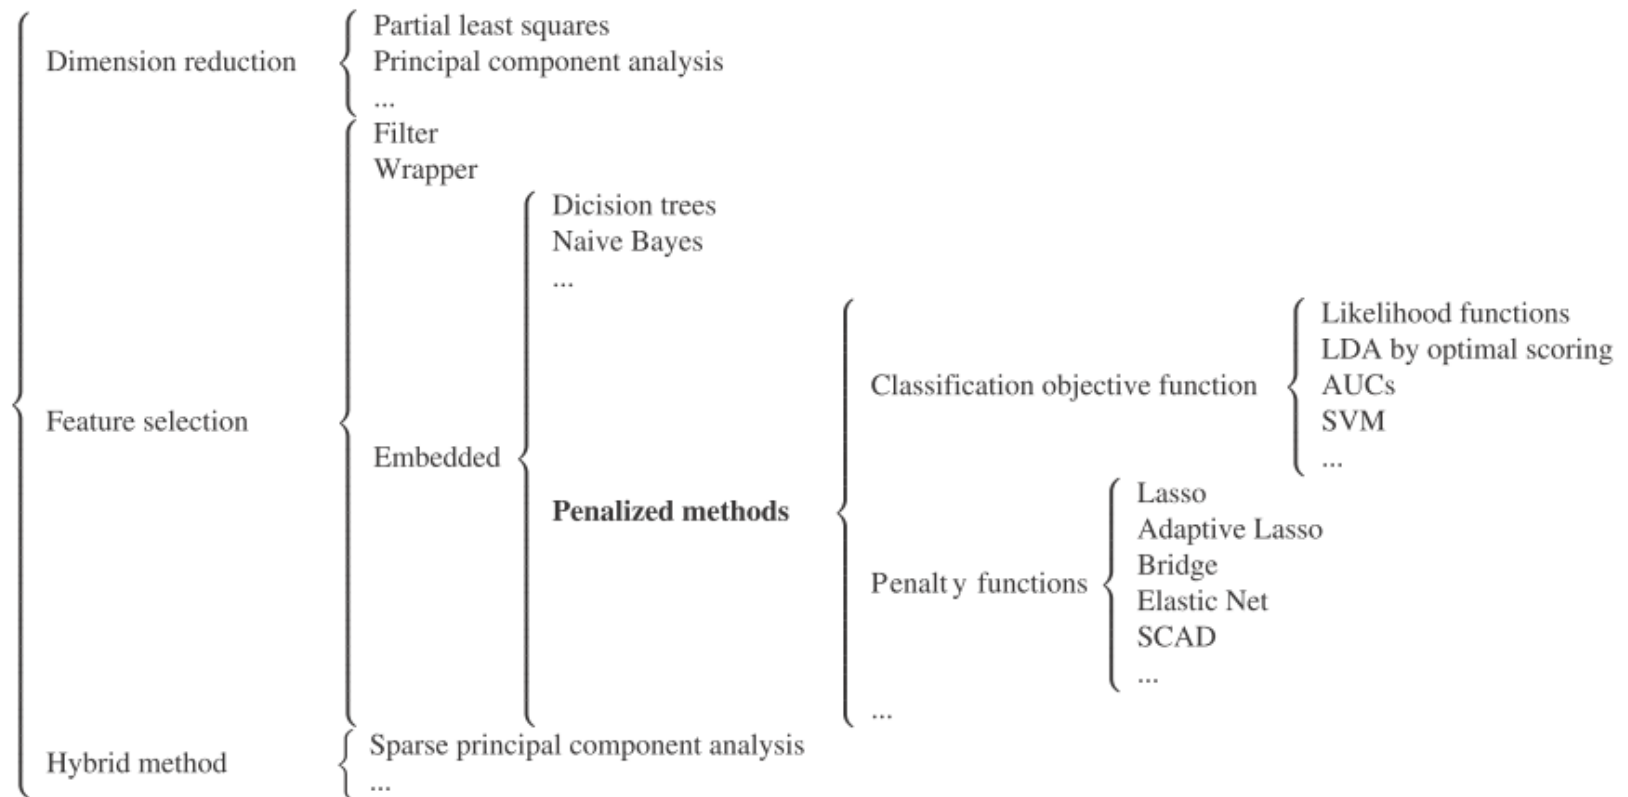 Dimension reduction
Partial least squares
Principal component analysis
...
Feature selection
Filter
Wrapper
Embedded
Dicision trees
Naive Bayes
...
Penalized methods
Classification objective function
Likelihood functions
LDA by optimal scoring
AUCs
SVM
...
Penalty functions
Lasso
Adaptive Lasso
Bridge
Elastic Net
SCAD
...
...
Hybrid method
Sparse principal component analysis
...